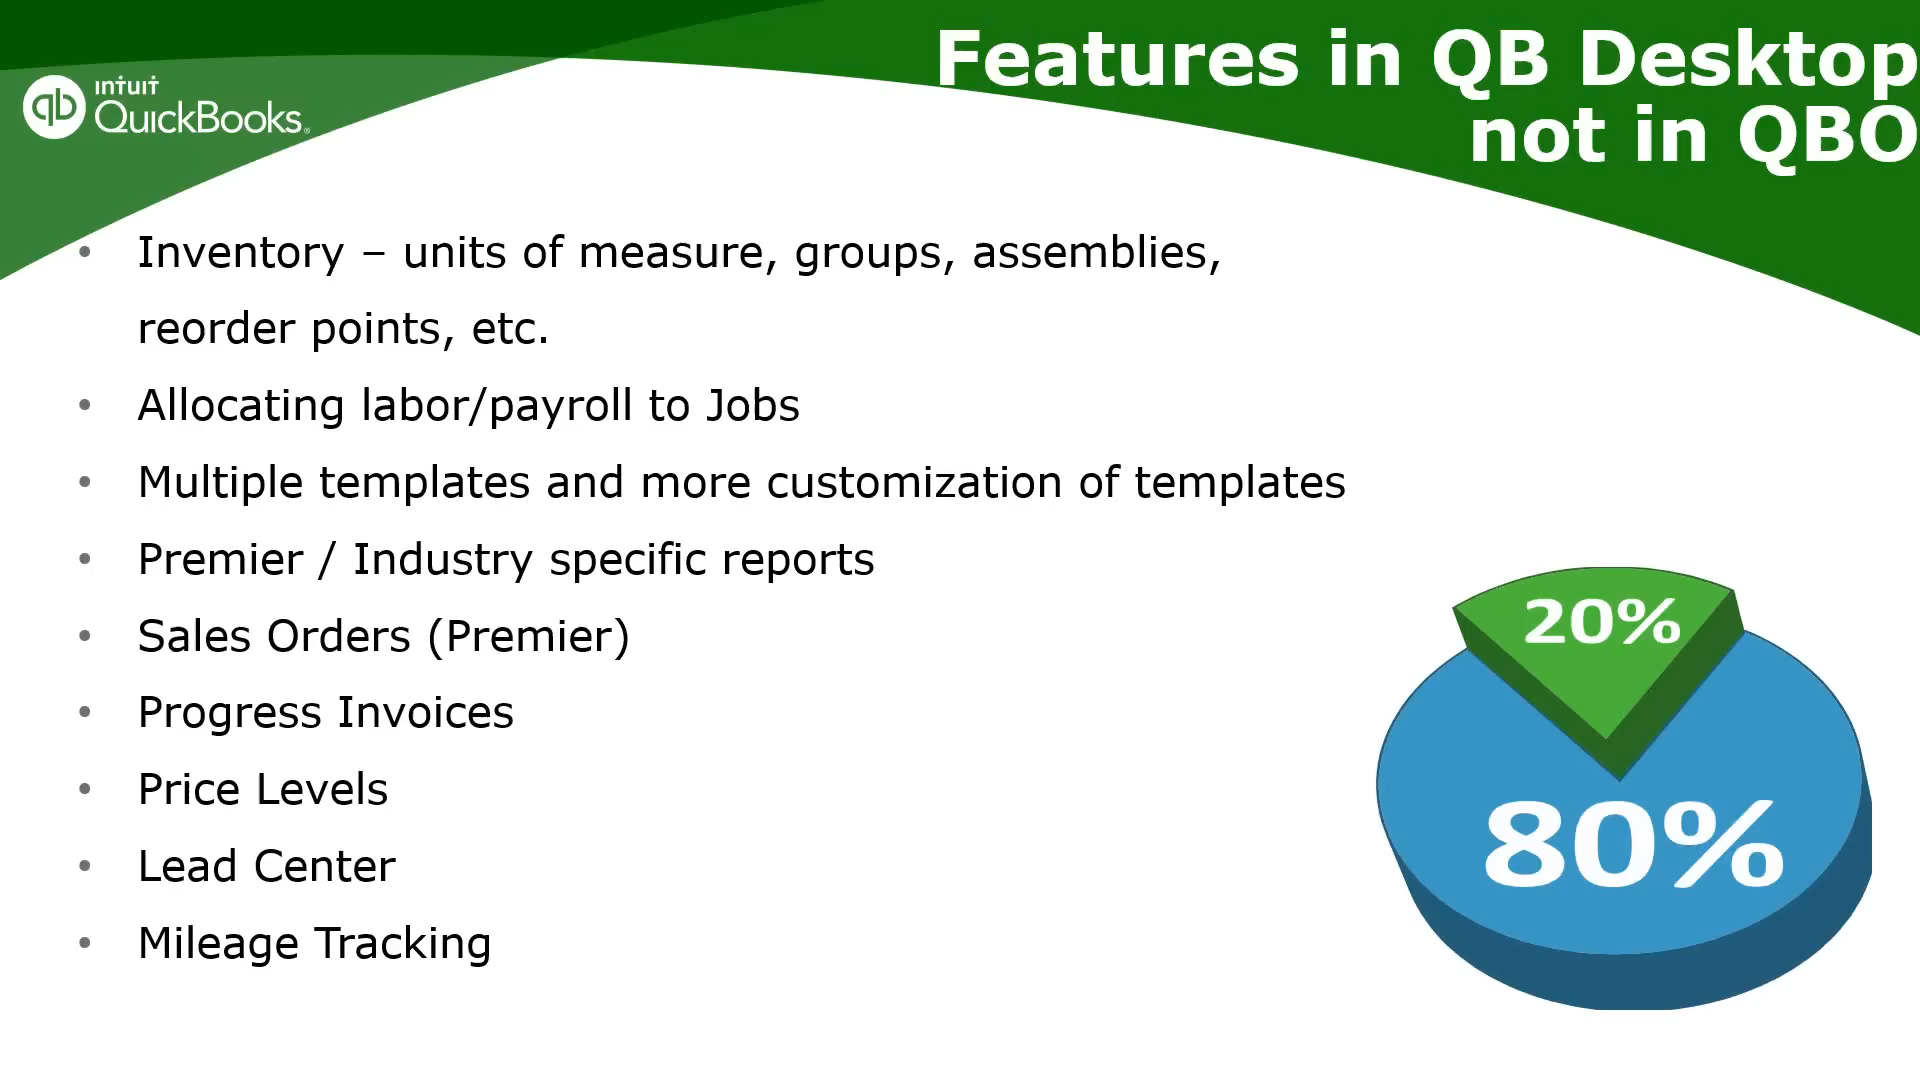 Features in QB Desktop
not in QBO
intuit
qb QuickBooks®
• Inventory – units of measure, groups, assemblies,
reorder points, etc.
• Allocating labor/payroll to Jobs
• Multiple templates and more customization of templates
• Premier / Industry specific reports
• Sales Orders (Premier)
• Progress Invoices
• Price Levels
• Lead Center
• Mileage Tracking
20%
80%